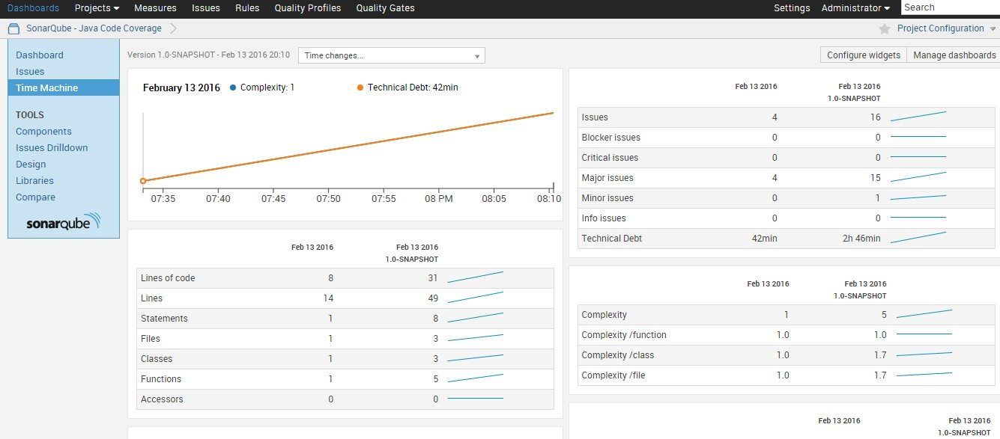 Dashboards Projects Measures Issues Rules Quality Profiles Quality Gates Settings Administrator Search
SonarQube - Java Code Coverage Project Configuration
Dashboard
Issues
Time Machine
TOOLS
Components
Issues Drilldown
Design
Libraries
Compare
sonarqube
Version 1.0-SNAPSHOT - Feb 13 2016 20:10 Time changes... Configure widgets Manage dashboards
February 13 2016 Complexity: 1 Technical Debt: 42min
07:35 07:40 07:45 07:50 07:55 08 PM 08:05 08:10
Feb 13 2016 Feb 13 2016
1.0-SNAPSHOT
Lines of code 8 31
Lines 14 49
Statements 1 8
Files 1 3
Classes 1 3
Functions 1 5
Accessors 0 0
Feb 13 2016 Feb 13 2016
1.0-SNAPSHOT
Issues 4 16
Blocker issues 0 0
Critical issues 0 0
Major issues 4 15
Minor issues 0 1
Info issues 0 0
Technical Debt 42min 2h 46min
Feb 13 2016 Feb 13 2016
1.0-SNAPSHOT
Complexity 1 5
Complexity /function 1.0 1.0
Complexity /class 1.0 1.7
Complexity /file 1.0 1.7
Feb 13 2016 Feb 13 2016
1.0-SNAPSHOT